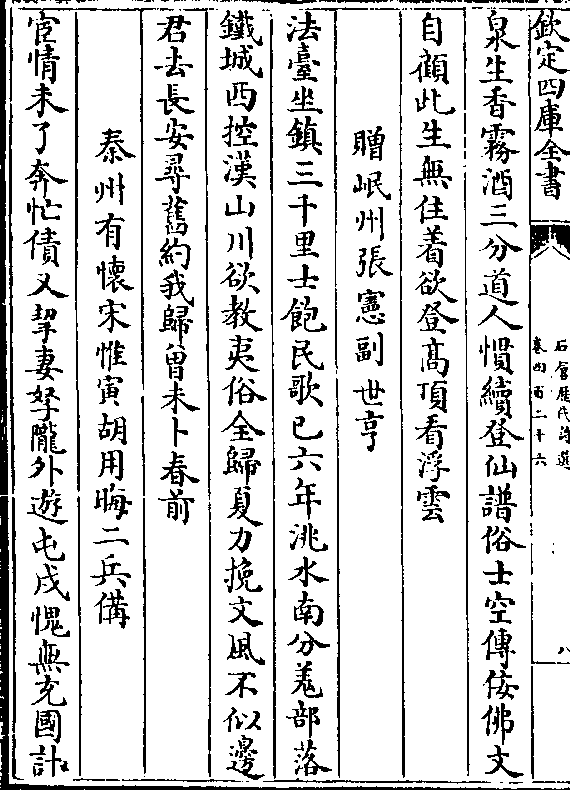 欽定四庫全書
石倉歷代詩選
卷四百二十六
八
泉生香霧酒三分道人慣續登仙譜俗士空傳佞佛文
自顧此生無住着欲登高頂看浮雲
贈岷州張憲副世亨
法臺坐鎮三千里士飽民歌已六年洮水南分羌部落
鐵城西控漢山川欲教夷俗全歸夏力挽文風不似邊
君去長安尋舊約我歸曾未卜春前
秦州有懷宋惟寅胡用晦二兵備
宦情未了奔忙債又挈妻孥隴外遊屯戍愧無充國計